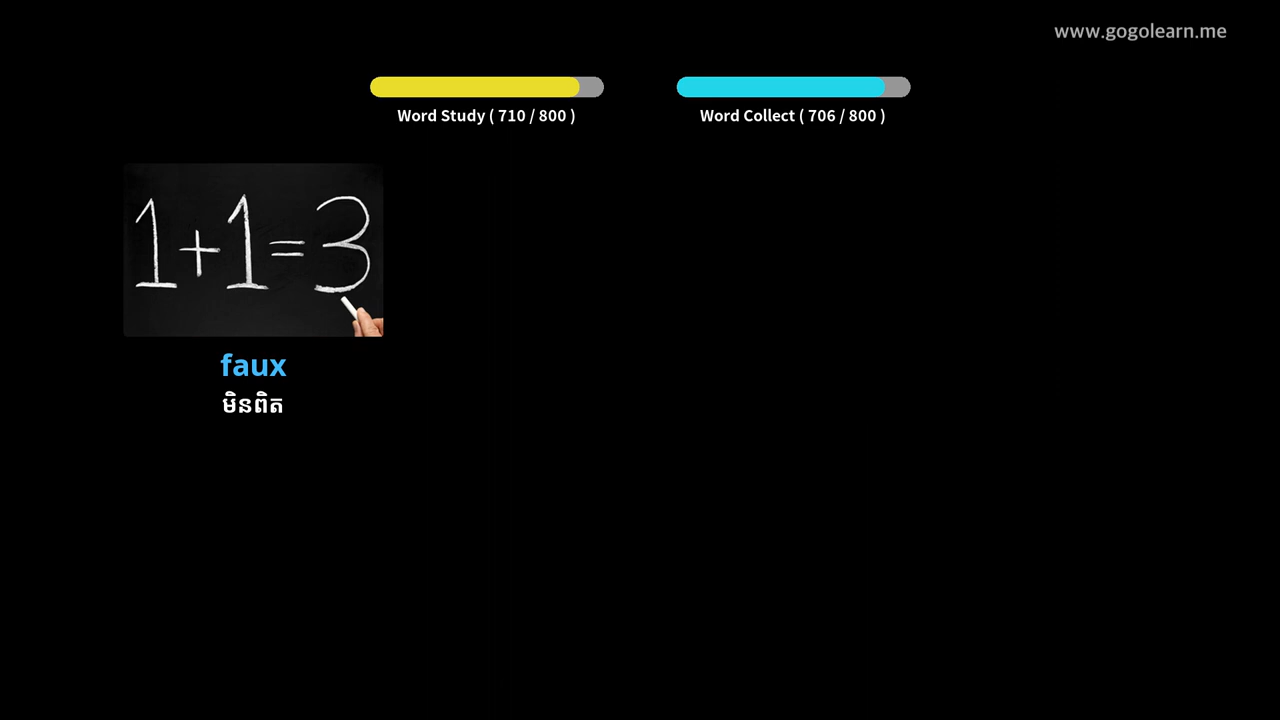 www.gogolearn.me
Word Study ( 710 / 800 )
Word Collect ( 706 / 800 )
1+1=3
faux
មិនពិត